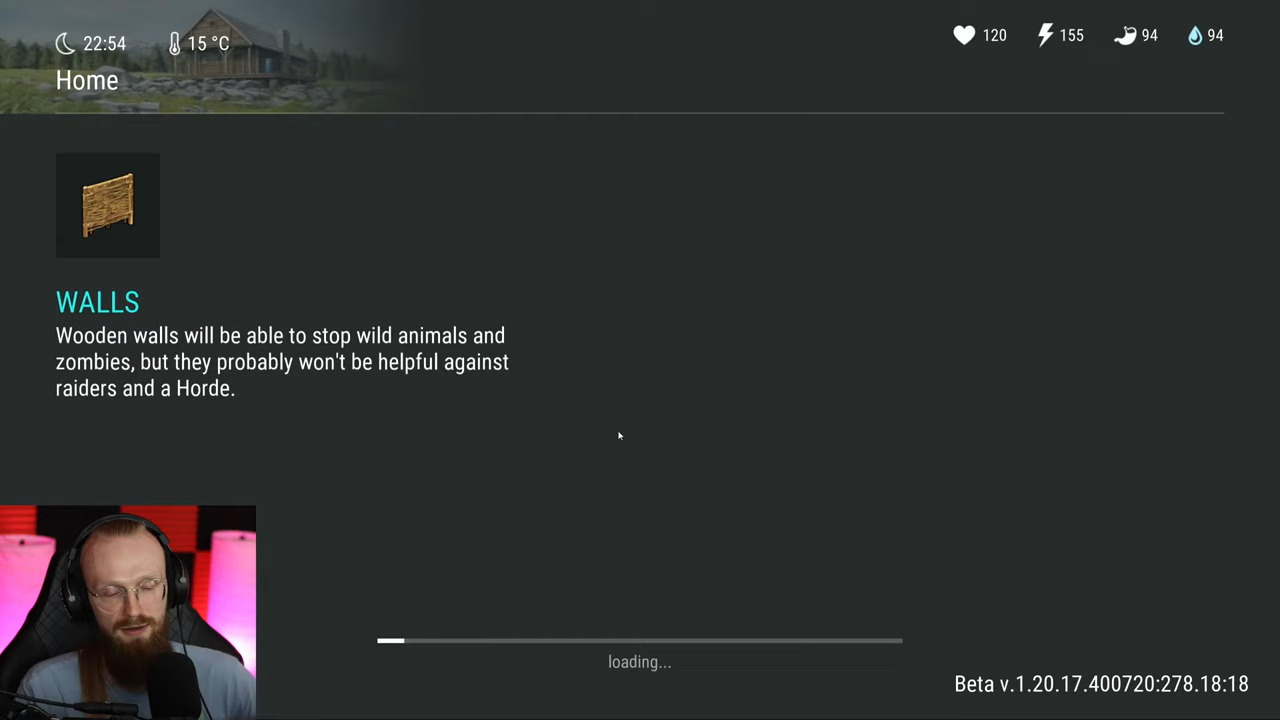 22:54
15 °C
120
155
94
94
Home
WALLS
Wooden walls will be able to stop wild animals and
zombies, but they probably won't be helpful against
raiders and a Horde.
loading...
Beta v.1.20.17.400720:278.18:18